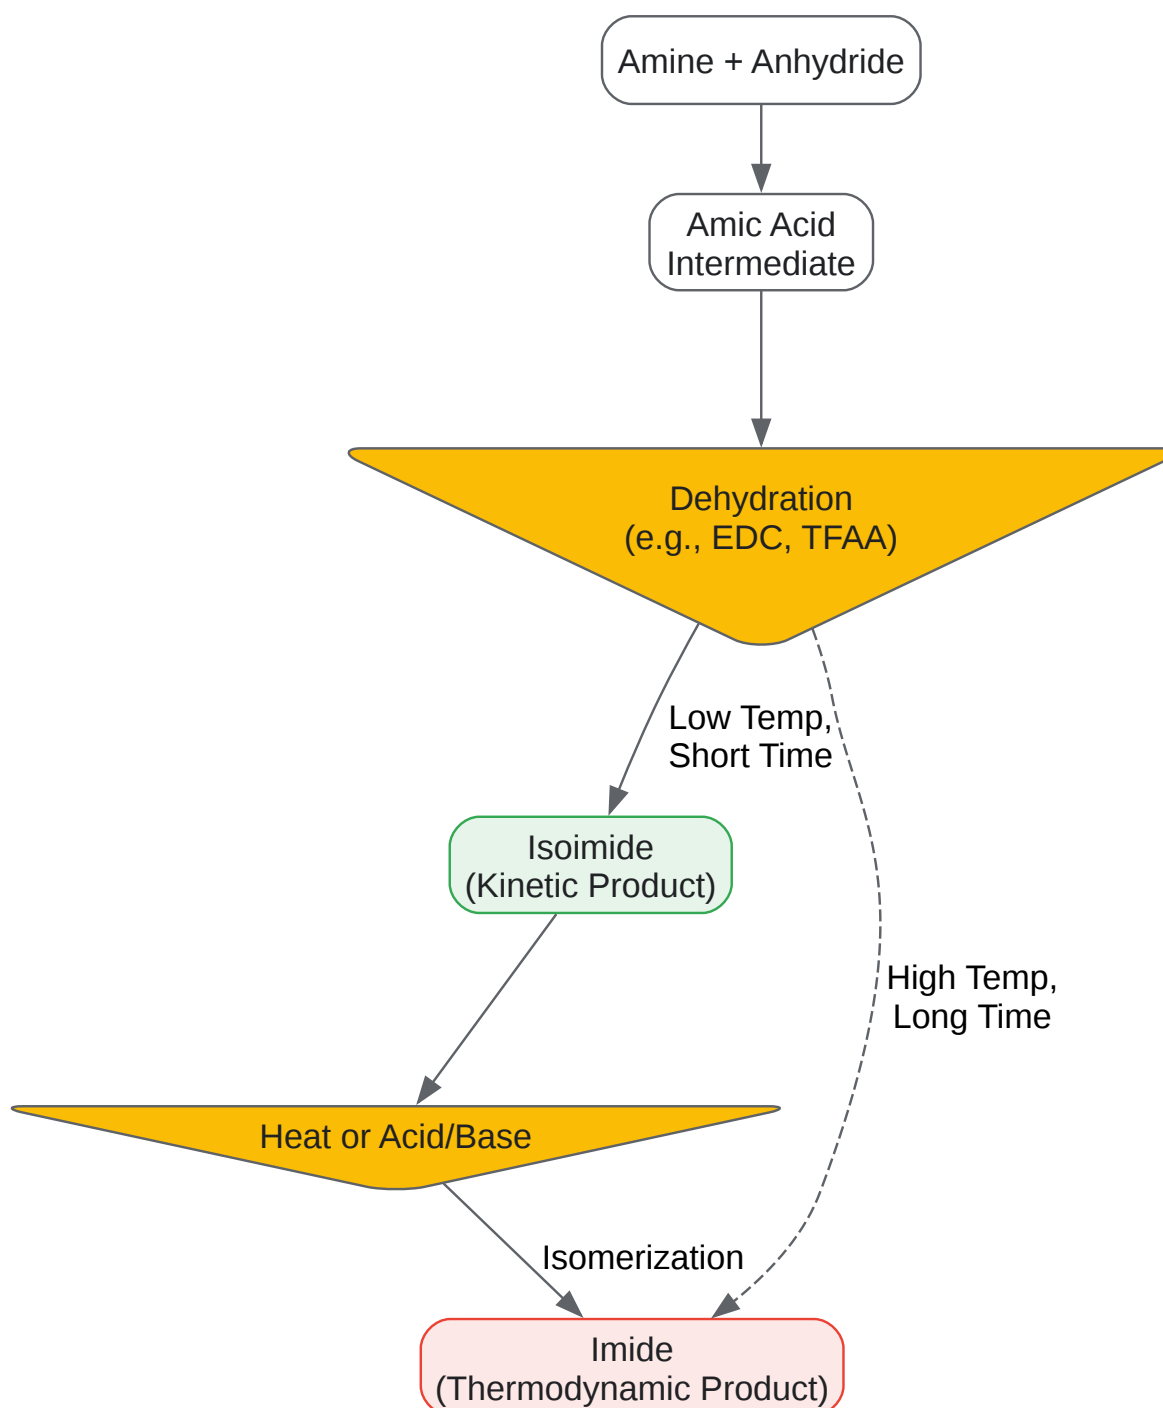 Amine + Anhydride
Amic Acid
Intermediate
Dehydration
(e.g., EDC, TFAA)
Low Temp,
Short Time
Isoimide
(Kinetic Product)
High Temp,
Long Time
Heat or Acid/Base
Isomerization
Imide
(Thermodynamic Product)